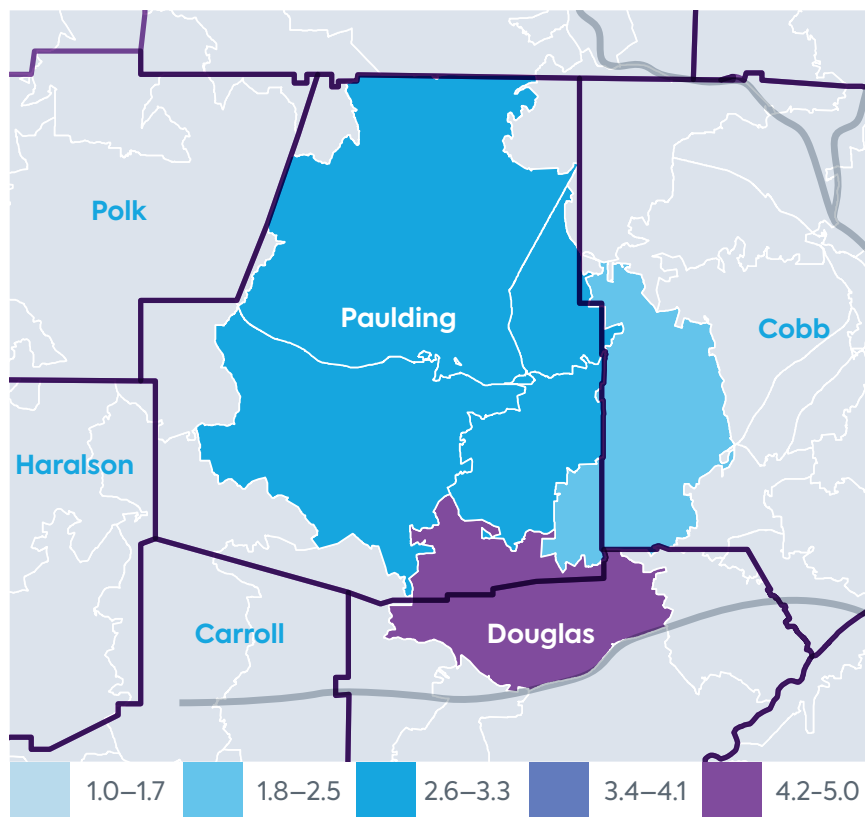 Polk
Paulding
Cobb
Haralson
Carroll
Douglas
1.0–1.7
1.8–2.5
2.6–3.3
3.4–4.1
4.2–5.0